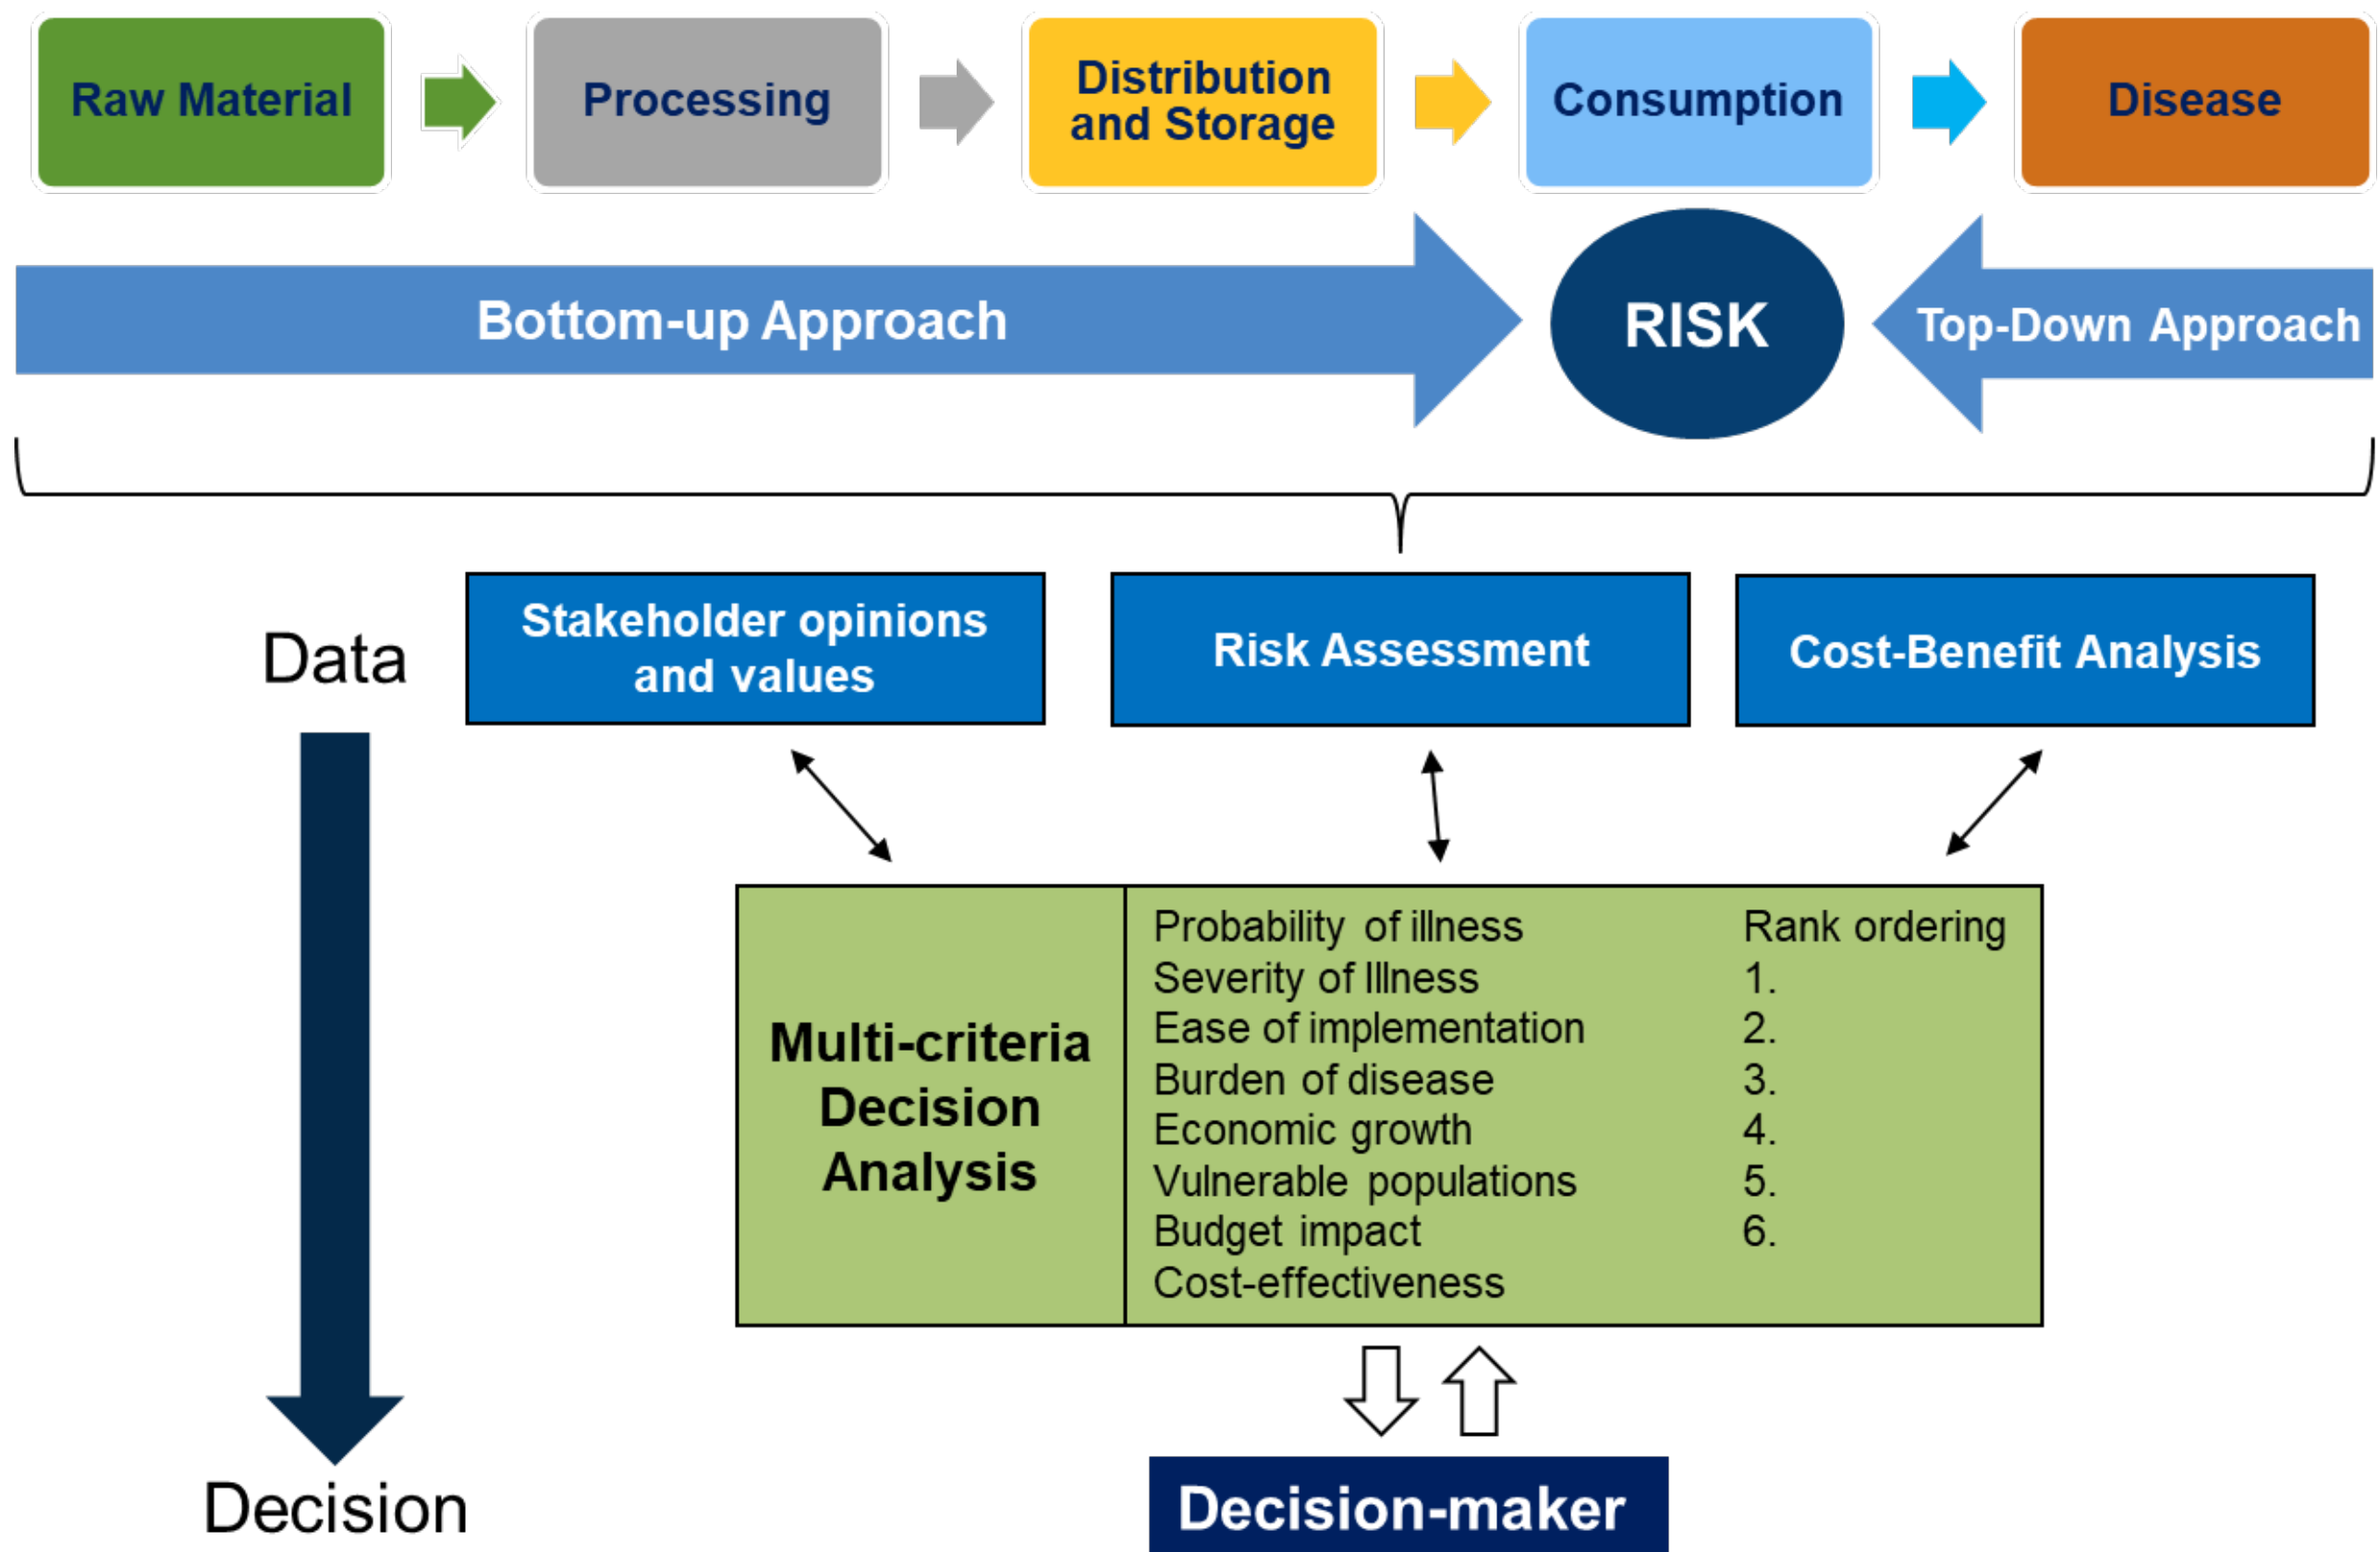 Raw Material
Processing
Distribution
and Storage
Consumption
Disease
Bottom-up Approach
RISK
Top-Down Approach
Data
Stakeholder opinions
and values
Risk Assessment
Cost-Benefit Analysis
Multi-criteria
Decision
Analysis
Probability of illness
Severity of Illness
Ease of implementation
Burden of disease
Economic growth
Vulnerable populations
Budget impact
Cost-effectiveness
Rank ordering
1.
2.
3.
4.
5.
6.
Decision
Decision-maker